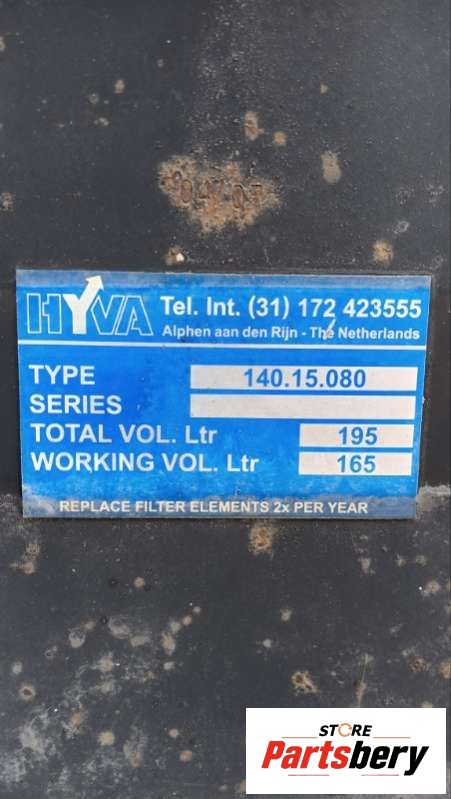 HYVA
Tel. Int. (31) 172 423555
Alphen aan den Rijn - The Netherlands
TYPE 140.15.080
SERIES
TOTAL VOL. Ltr 195
WORKING VOL. Ltr 165
REPLACE FILTER ELEMENTS 2x PER YEAR
STORE
Partsbery